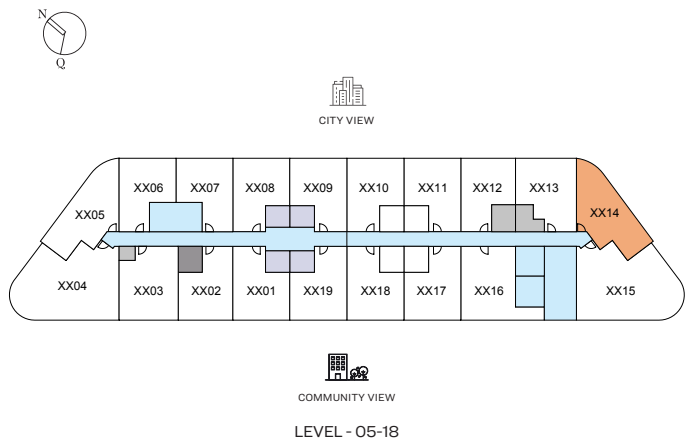 N
Q
CITY VIEW
XX06 XX07 XX08 XX09 XX10 XX11 XX12 XX13
XX05 XX14
XX04 XX03 XX02 XX01 XX19 XX18 XX17 XX16 XX15
COMMUNITY VIEW
LEVEL - 05-18